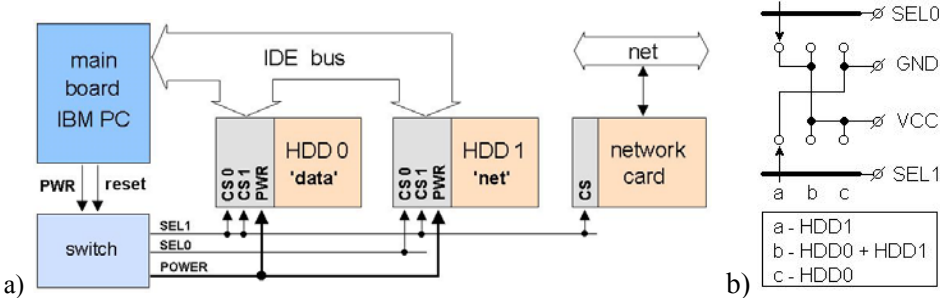 main
board
IBM PC
IDE bus
net
HDD 0
'data'
CS 0
CS 1
PWR
HDD 1
'net'
CS 0
CS 1
PWR
network
card
CS
PWR
reset
switch
SEL1
SEL0
POWER
a)
SEL0
GND
VCC
SEL1
a b c
a - HDD1
b - HDD0 + HDD1
c - HDD0
b)